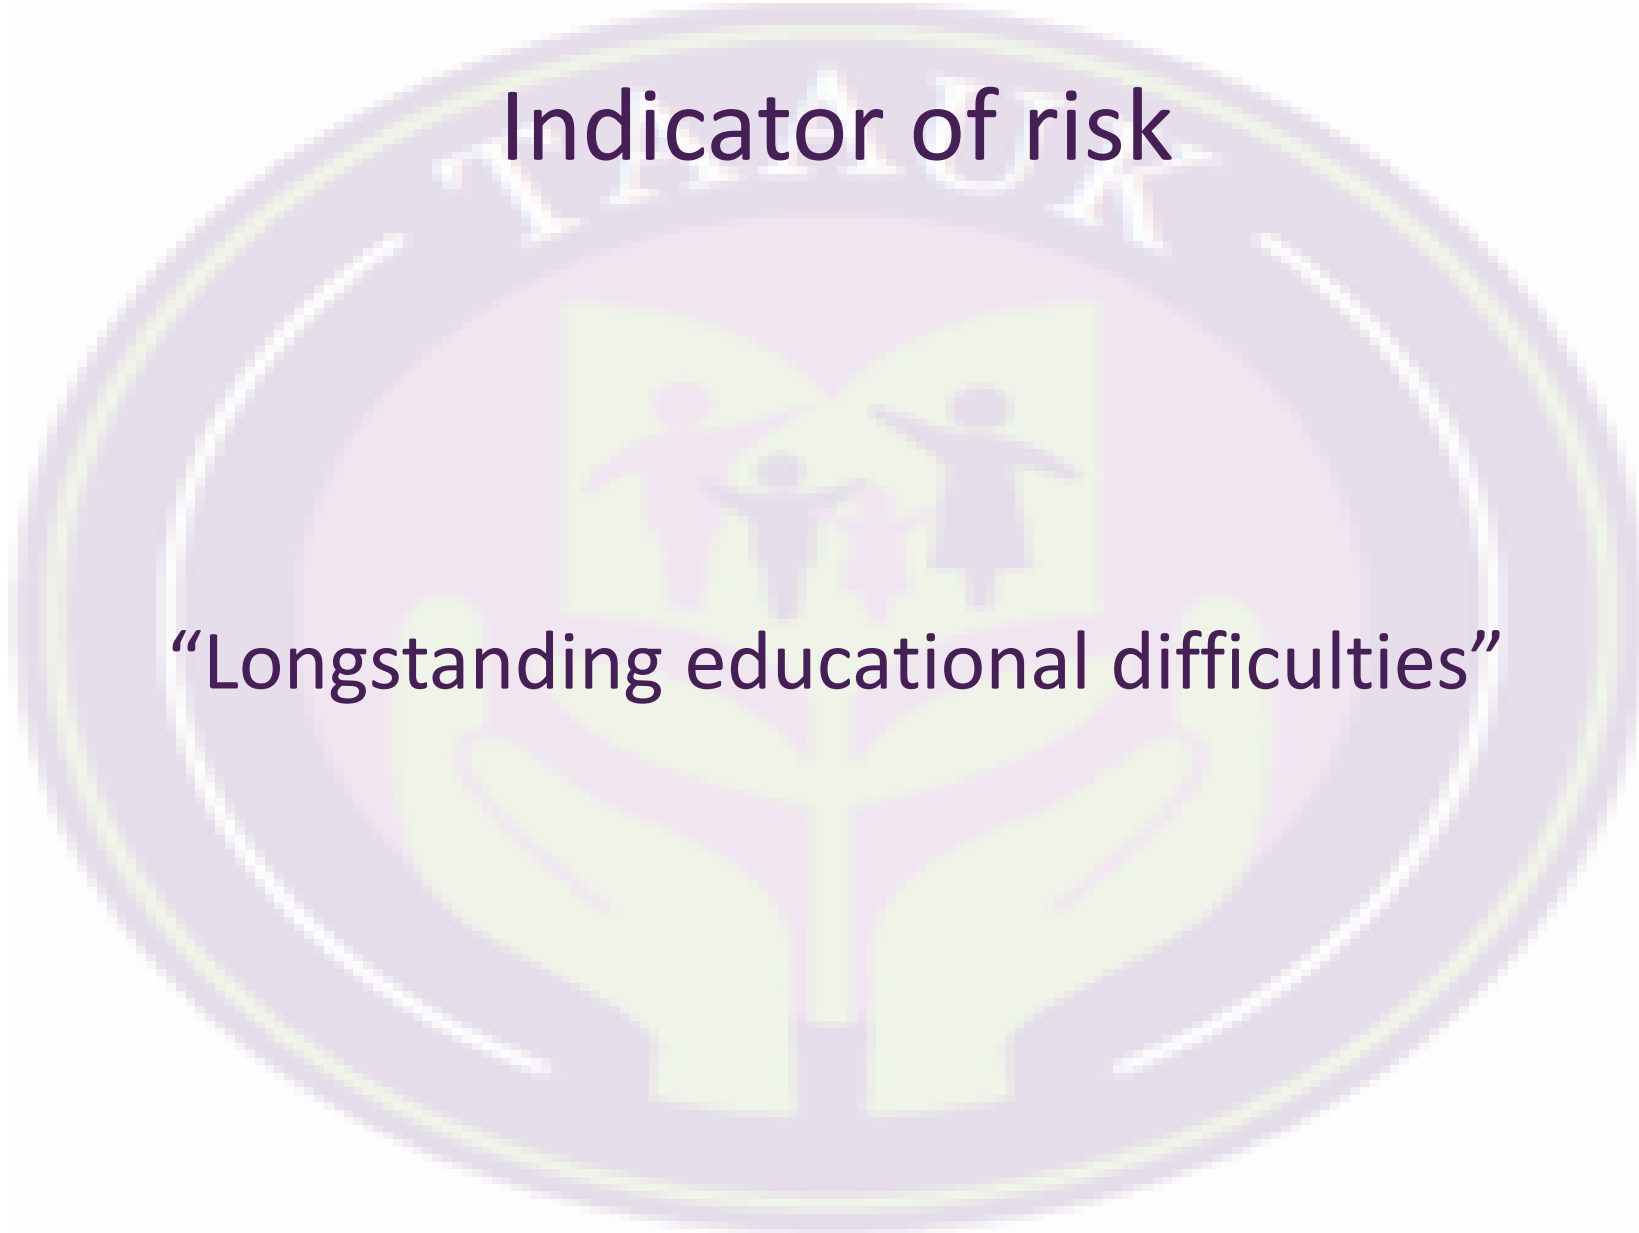 Indicator of risk
“Longstanding educational difficulties”